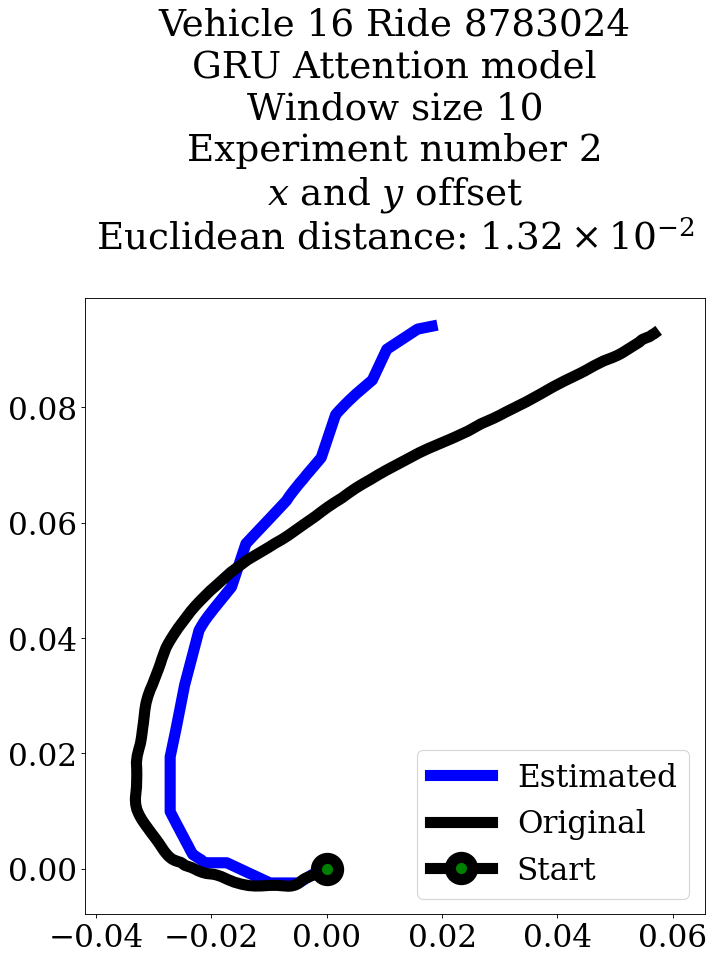 Vehicle 16 Ride 8783024
GRU Attention model
Window size 10
Experiment number 2
x and y offset
Euclidean distance: 1.32 × 10⁻²
0.08
0.06
0.04
0.02
0.00
Estimated
Original
Start
−0.04 −0.02 0.00 0.02 0.04 0.06